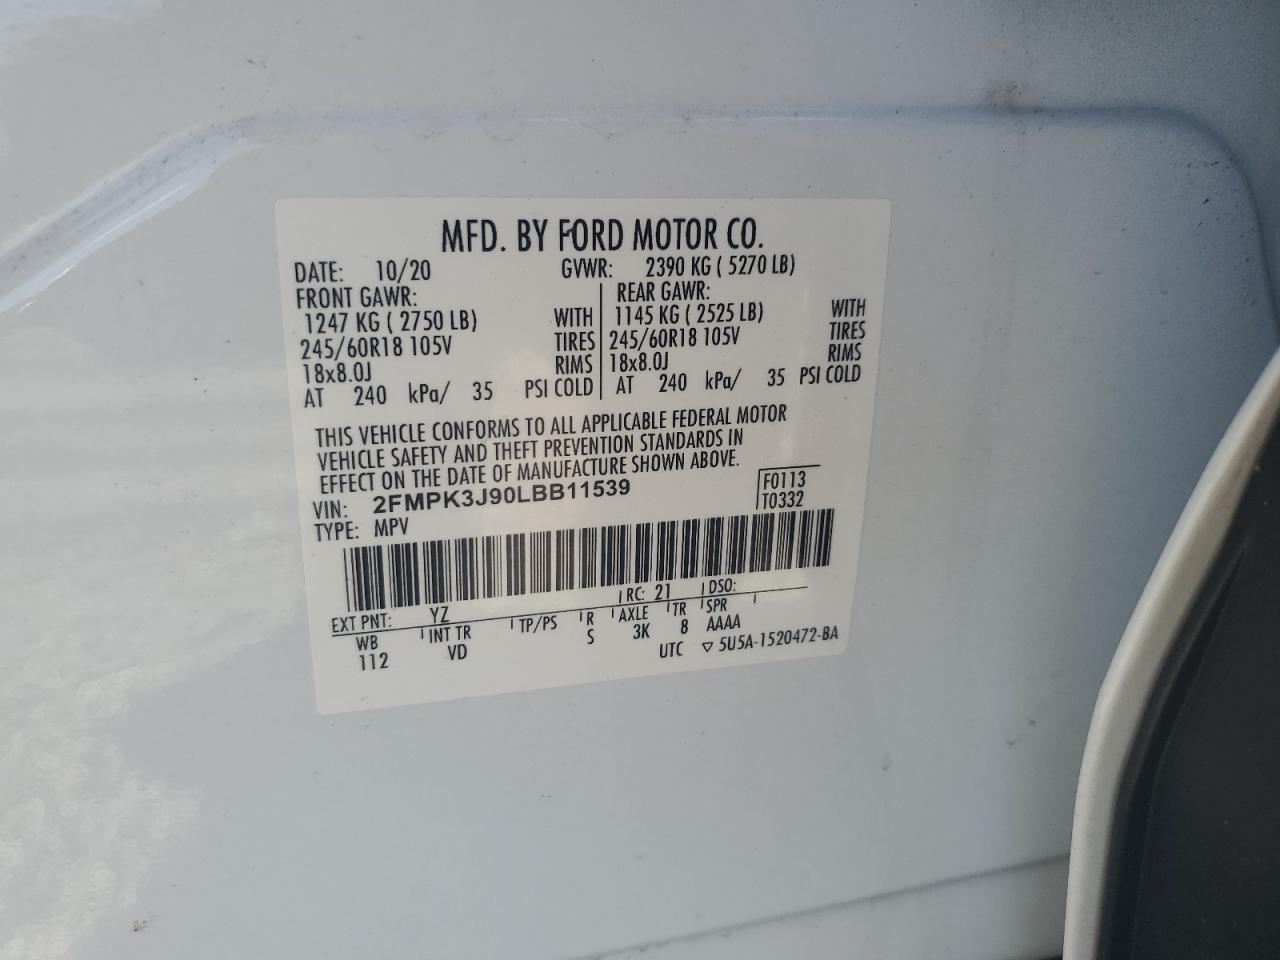 MFD. BY FORD MOTOR CO.
DATE: 10/20 GVWR: 2390 KG ( 5270 LB)
FRONT GAWR: REAR GAWR:
1247 KG ( 2750 LB) WITH 1145 KG ( 2525 LB) WITH
245/60R18 105V TIRES 245/60R18 105V TIRES
18x8.0J RIMS 18x8.0J RIMS
AT 240 kPa/ 35 PSI COLD AT 240 kPa/ 35 PSI COLD
THIS VEHICLE CONFORMS TO ALL APPLICABLE FEDERAL MOTOR
VEHICLE SAFETY AND THEFT PREVENTION STANDARDS IN
EFFECT ON THE DATE OF MANUFACTURE SHOWN ABOVE.
VIN: 2FMPK3J90LBB11539 F0113
TYPE: MPV T0332
EXT PNT: YZ RC: 21 DSO:
WB INT TR TP/PS R AXLE TR SPR
112 VD S 3K 8 AAAA
UTC ▽ 5U5A-1520472-BA